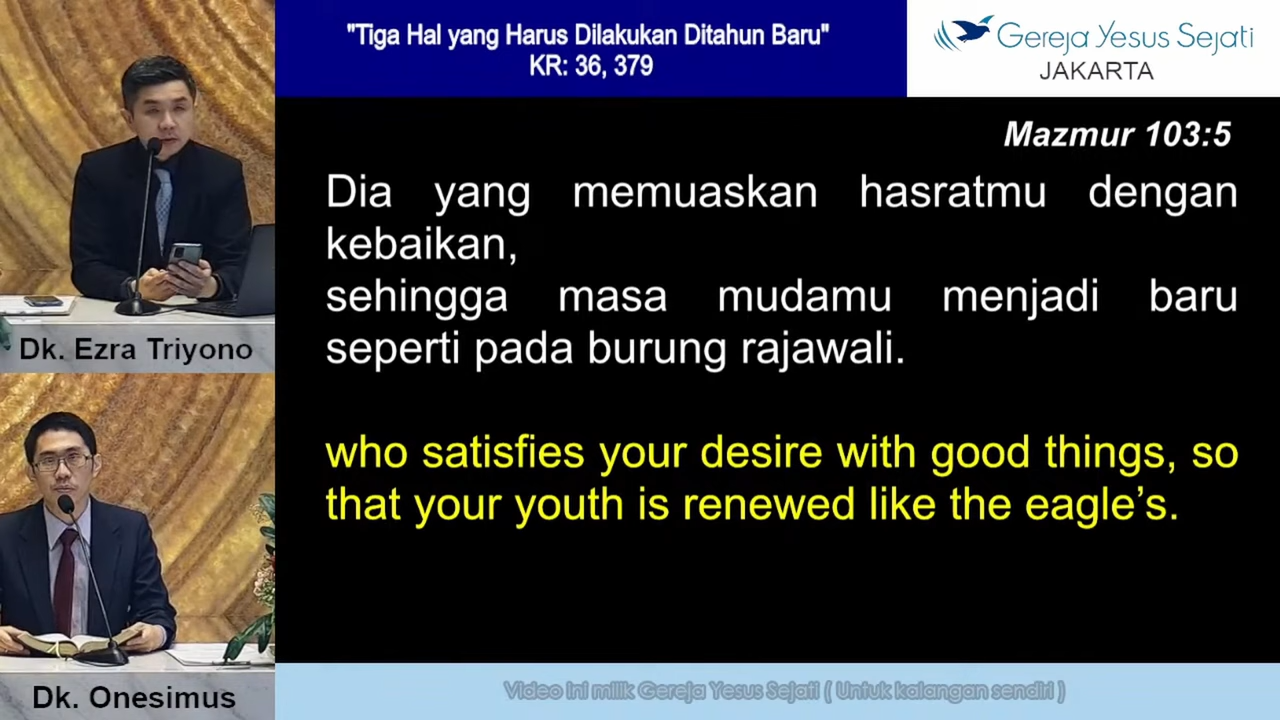 "Tiga Hal yang Harus Dilakukan Ditahun Baru"
KR: 36, 379
Gereja Yesus Sejati
JAKARTA
Mazmur 103:5
Dia yang memuaskan hasratmu dengan
kebaikan,
sehingga masa mudamu menjadi baru
seperti pada burung rajawali.
who satisfies your desire with good things, so
that your youth is renewed like the eagle’s.
Dk. Ezra Triyono
Dk. Onesimus
Video ini milik Gereja Yesus Sejati ( Untuk kalangan sendiri )